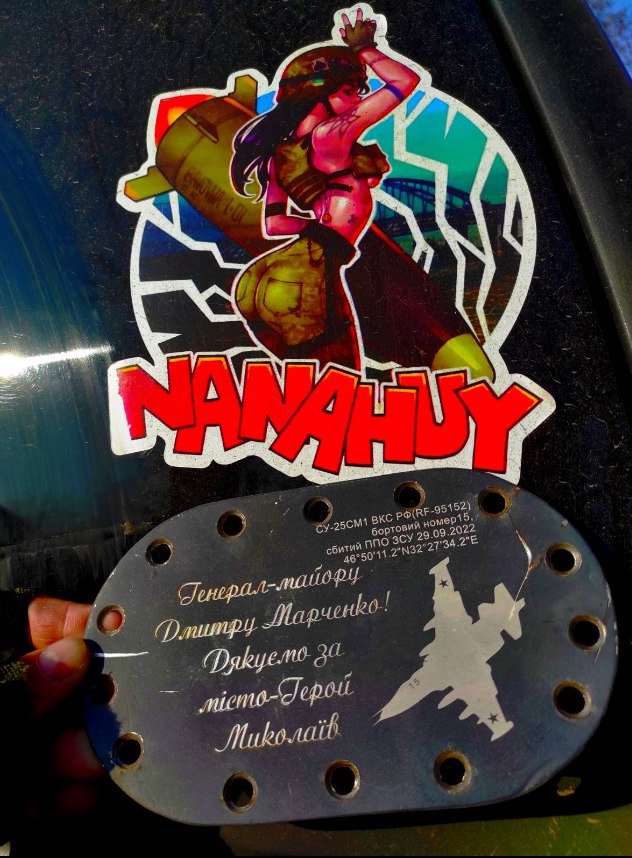 NANAHUY
СУ-25СМ1 ВКС РФ(RF-95152)
бортовий номер15,
сбитий ППО ЗСУ 29.09.2022
46°50'11.2"N32°27'34.2"E
Генерал-майору
Дмитру Марченко!
Дякуємо за
місто-Герой
Миколаїв
15